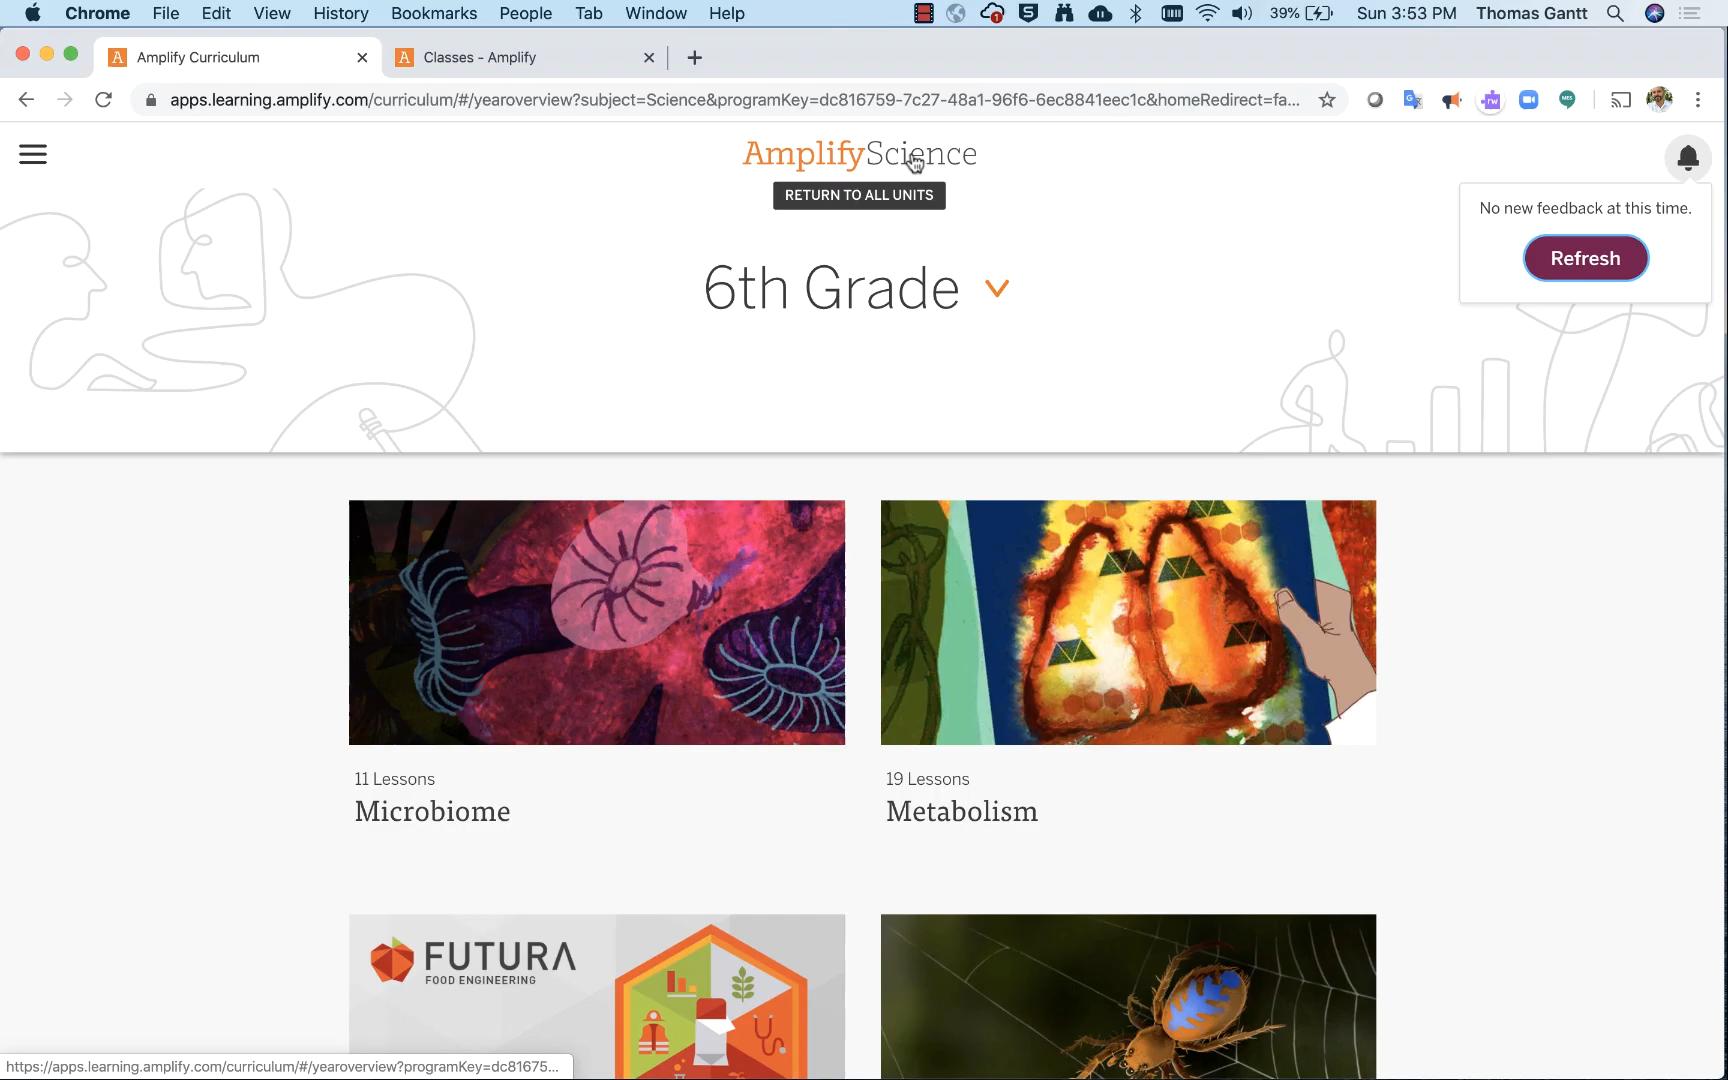 Chrome File Edit View History Bookmarks People Tab Window Help 39% Sun 3:53 PM Thomas Gantt
Amplify Curriculum
Classes - Amplify
apps.learning.amplify.com/curriculum/#/yearoverview?subject=Science&programKey=dc816759-7c27-48a1-96f6-6ec8841eec1c&homeRedirect=fa...
AmplifyScience
RETURN TO ALL UNITS
No new feedback at this time.
Refresh
6th Grade
11 Lessons
Microbiome
19 Lessons
Metabolism
FUTURA
FOOD ENGINEERING
https://apps.learning.amplify.com/curriculum/#/yearoverview?programKey=dc81675...